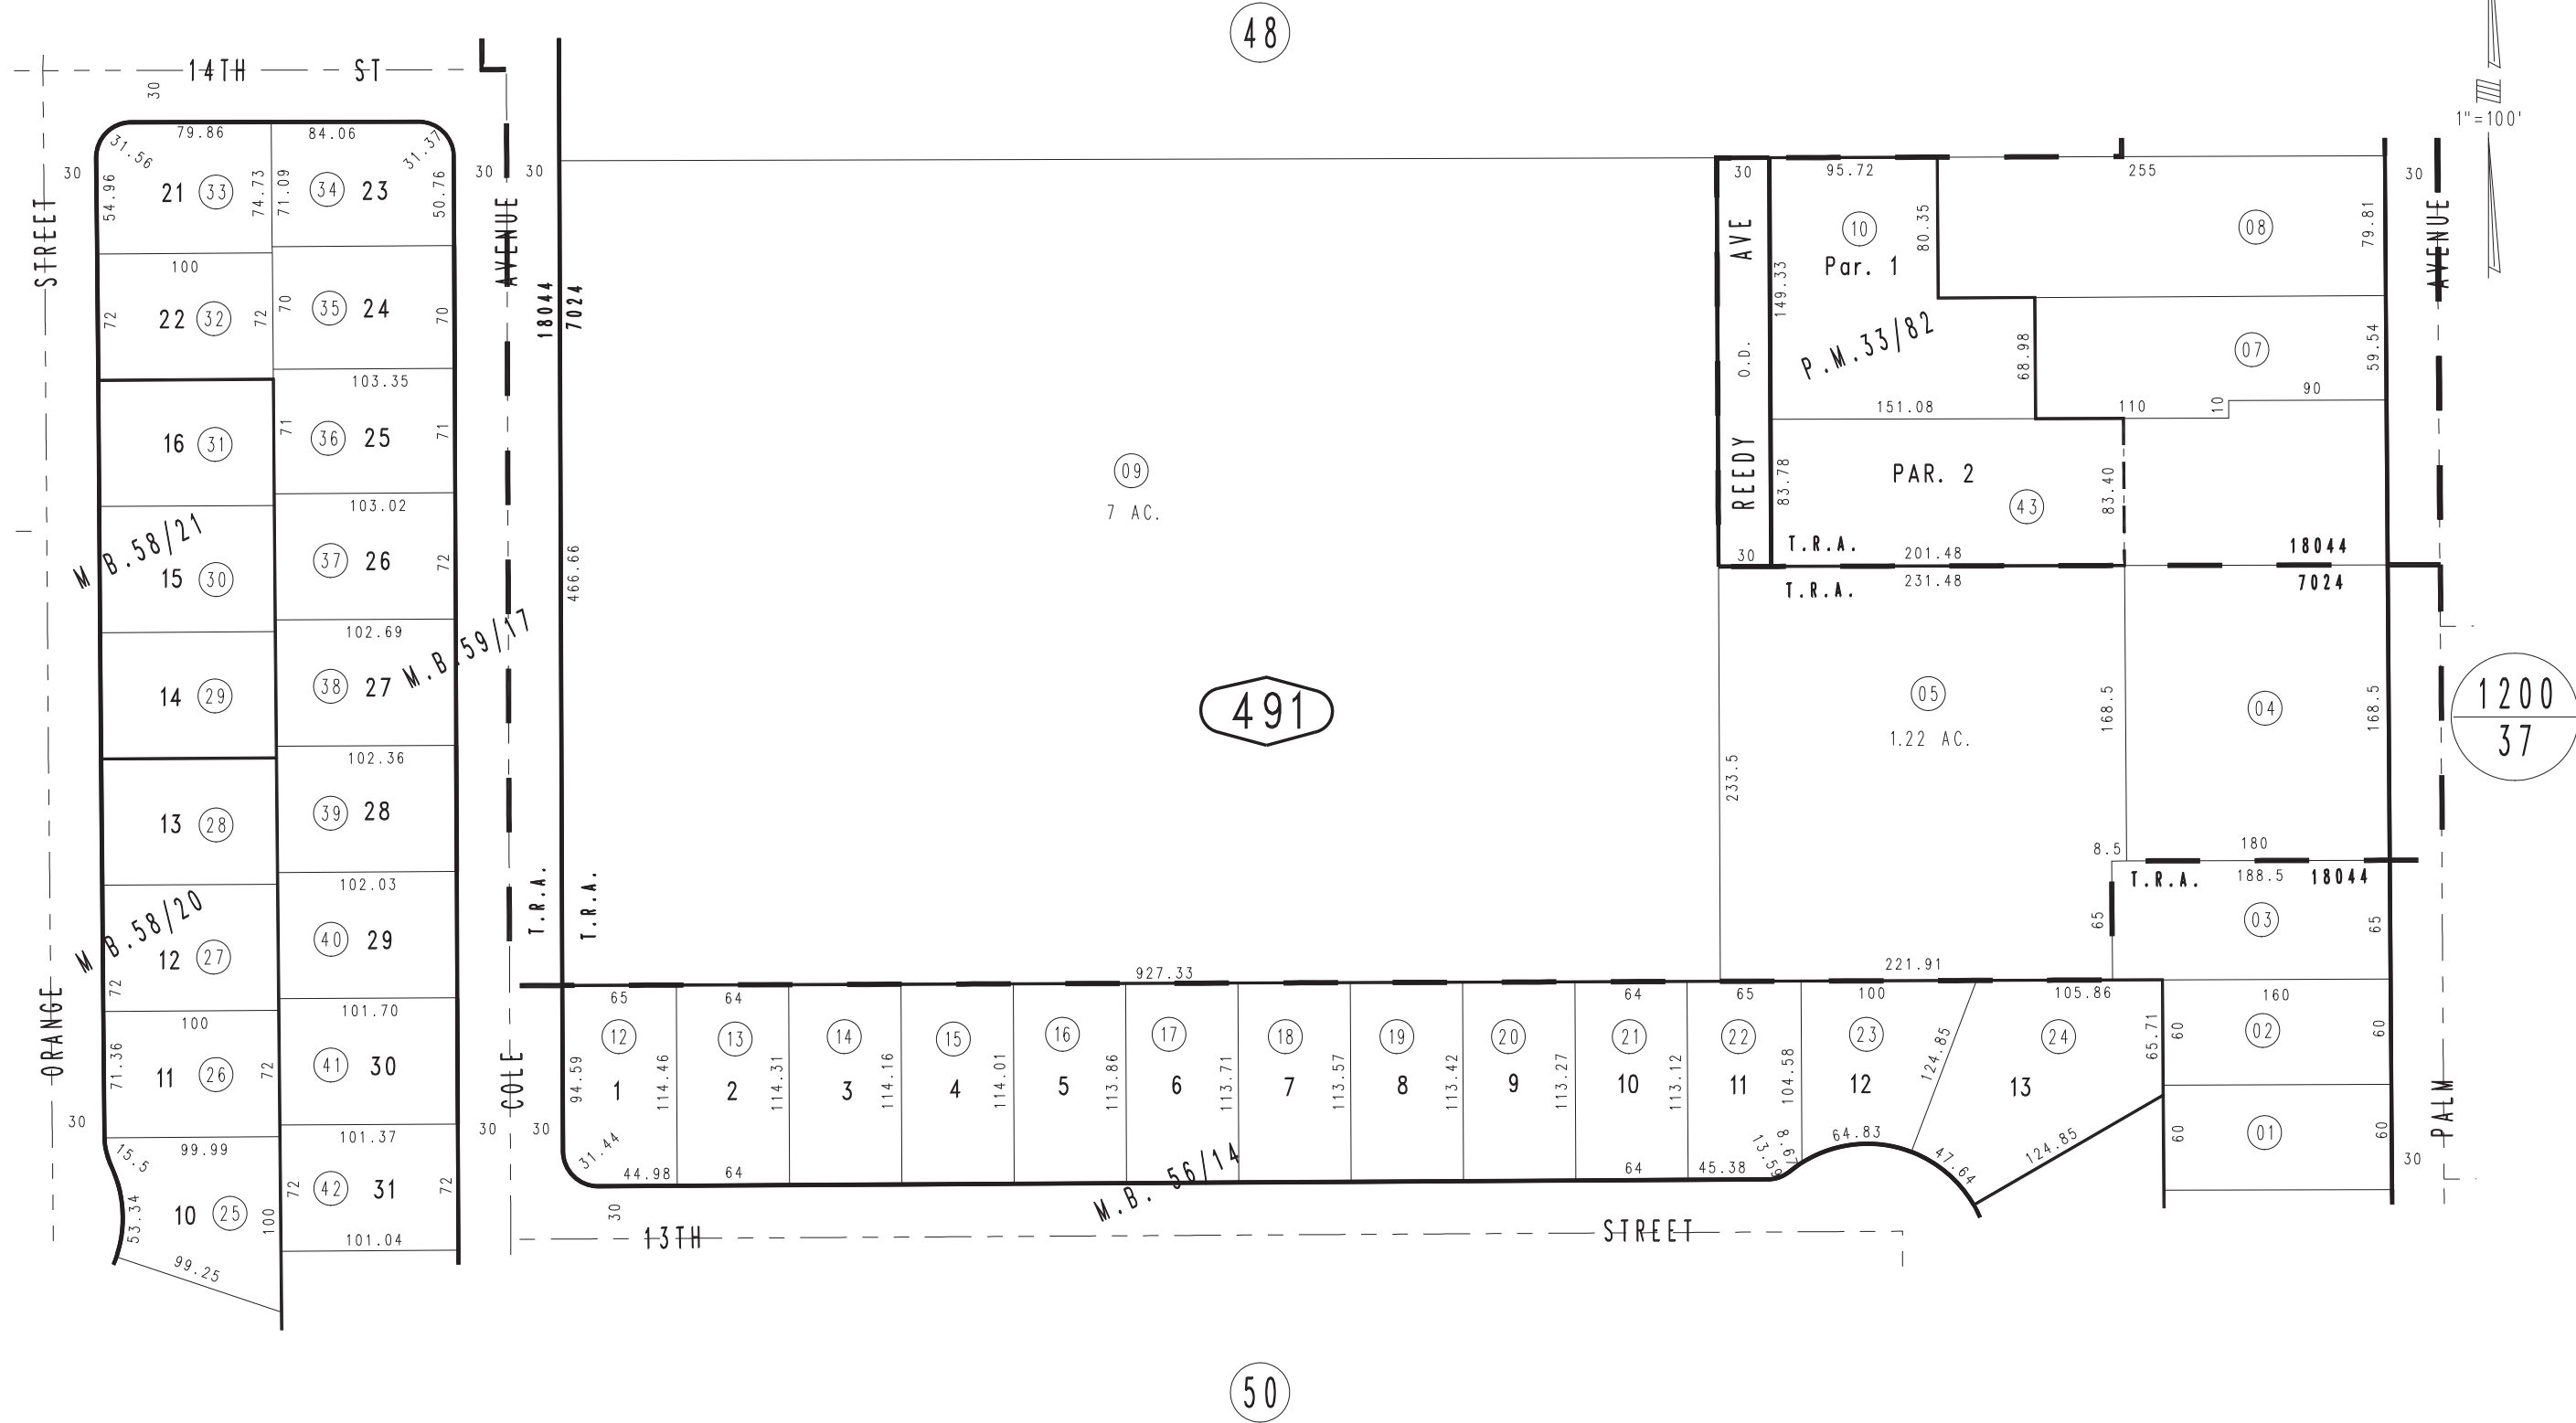 48
14TH ST
30
1"=100'
79.86 84.06
31.56 31.37
30 54.96 21 33 74.73 71.09 34 23 50.76 30 30
STREET
AVENUE
100
72 22 32 72 70 35 24 70
18044
7024
103.35
16 31 71 36 25 71
103.02
M.B.58/21
15 30 37 26 72
102.69
M.B.59/17
14 29 38 27
102.36
13 28 39 28
102.03
M.B.58/20
12 27 40 29
72
101.70
ORANGE
100
71.36 11 26 72 41 30
30
101.37
15.5 99.99
53.34 10 25 100 72 42 31 72
101.04
99.25
COLE
30 30
T.R.A. T.R.A.
466.66
09
7 AC.
491
30
REEDY AVE
O.D.
30
95.72
10
Par. 1
80.35
149.33
P.M.33/82
68.98
151.08
PAR. 2
83.78 43 83.40
T.R.A. 201.48 18044
T.R.A. 231.48 7024
255
08 79.81
30
AVENUE
07 59.54
110 10 90
05
1.22 AC.
233.5
168.5 04 168.5
1200
37
8.5 180
T.R.A. 188.5 18044
65 03 65
927.33 221.91
65 64 64 65 100 105.86 160
12 13 14 15 16 17 18 19 20 21 22 23 24
94.59 114.46 114.31 114.16 114.01 113.86 113.71 113.57 113.42 113.27 113.12 104.58 124.85 65.71
1 2 3 4 5 6 7 8 9 10 11 12 13
60 02 60
60 01 60
PALM
30
31.44 44.98 64 64 45.38 13.59 8.67 64.83 47.64 124.85
M.B. 56/14
30
13TH STREET
50